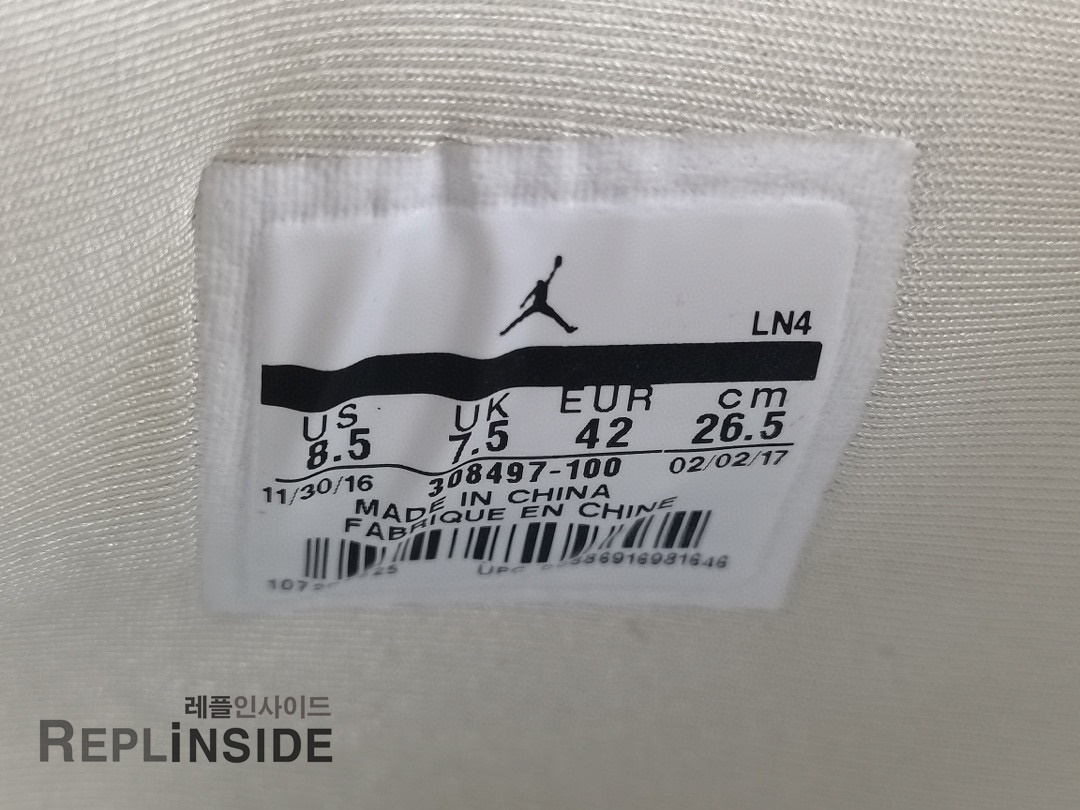 LN4
US UK EUR cm
8.5 7.5 42 26.5
11/30/16 308497-100 02/02/17
MADE IN CHINA
FABRIQUE EN CHINE
UPC
레플인사이드
REPLiNSIDE